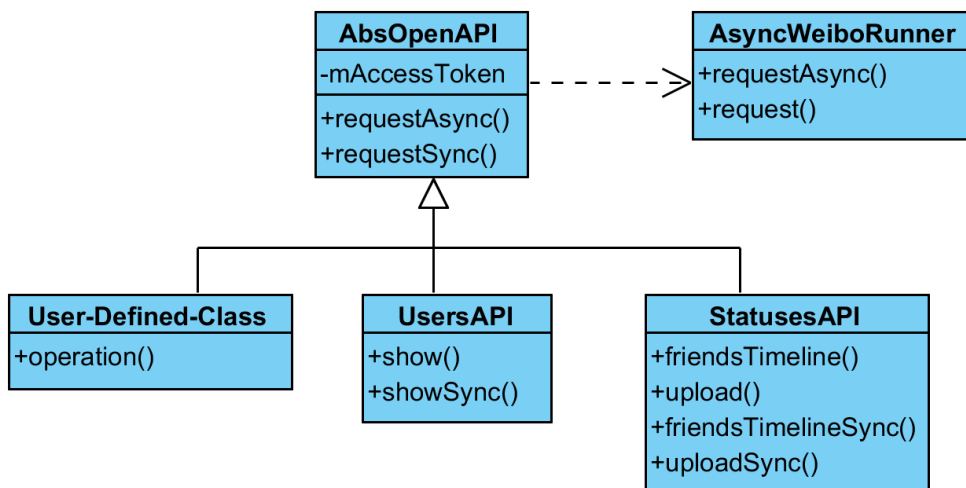 AbsOpenAPI
-mAccessToken
+requestAsync()
+requestSync()
AsyncWeiboRunner
+requestAsync()
+request()
User-Defined-Class
+operation()
UsersAPI
+show()
+showSync()
StatusesAPI
+friendsTimeline()
+upload()
+friendsTimelineSync()
+uploadSync()